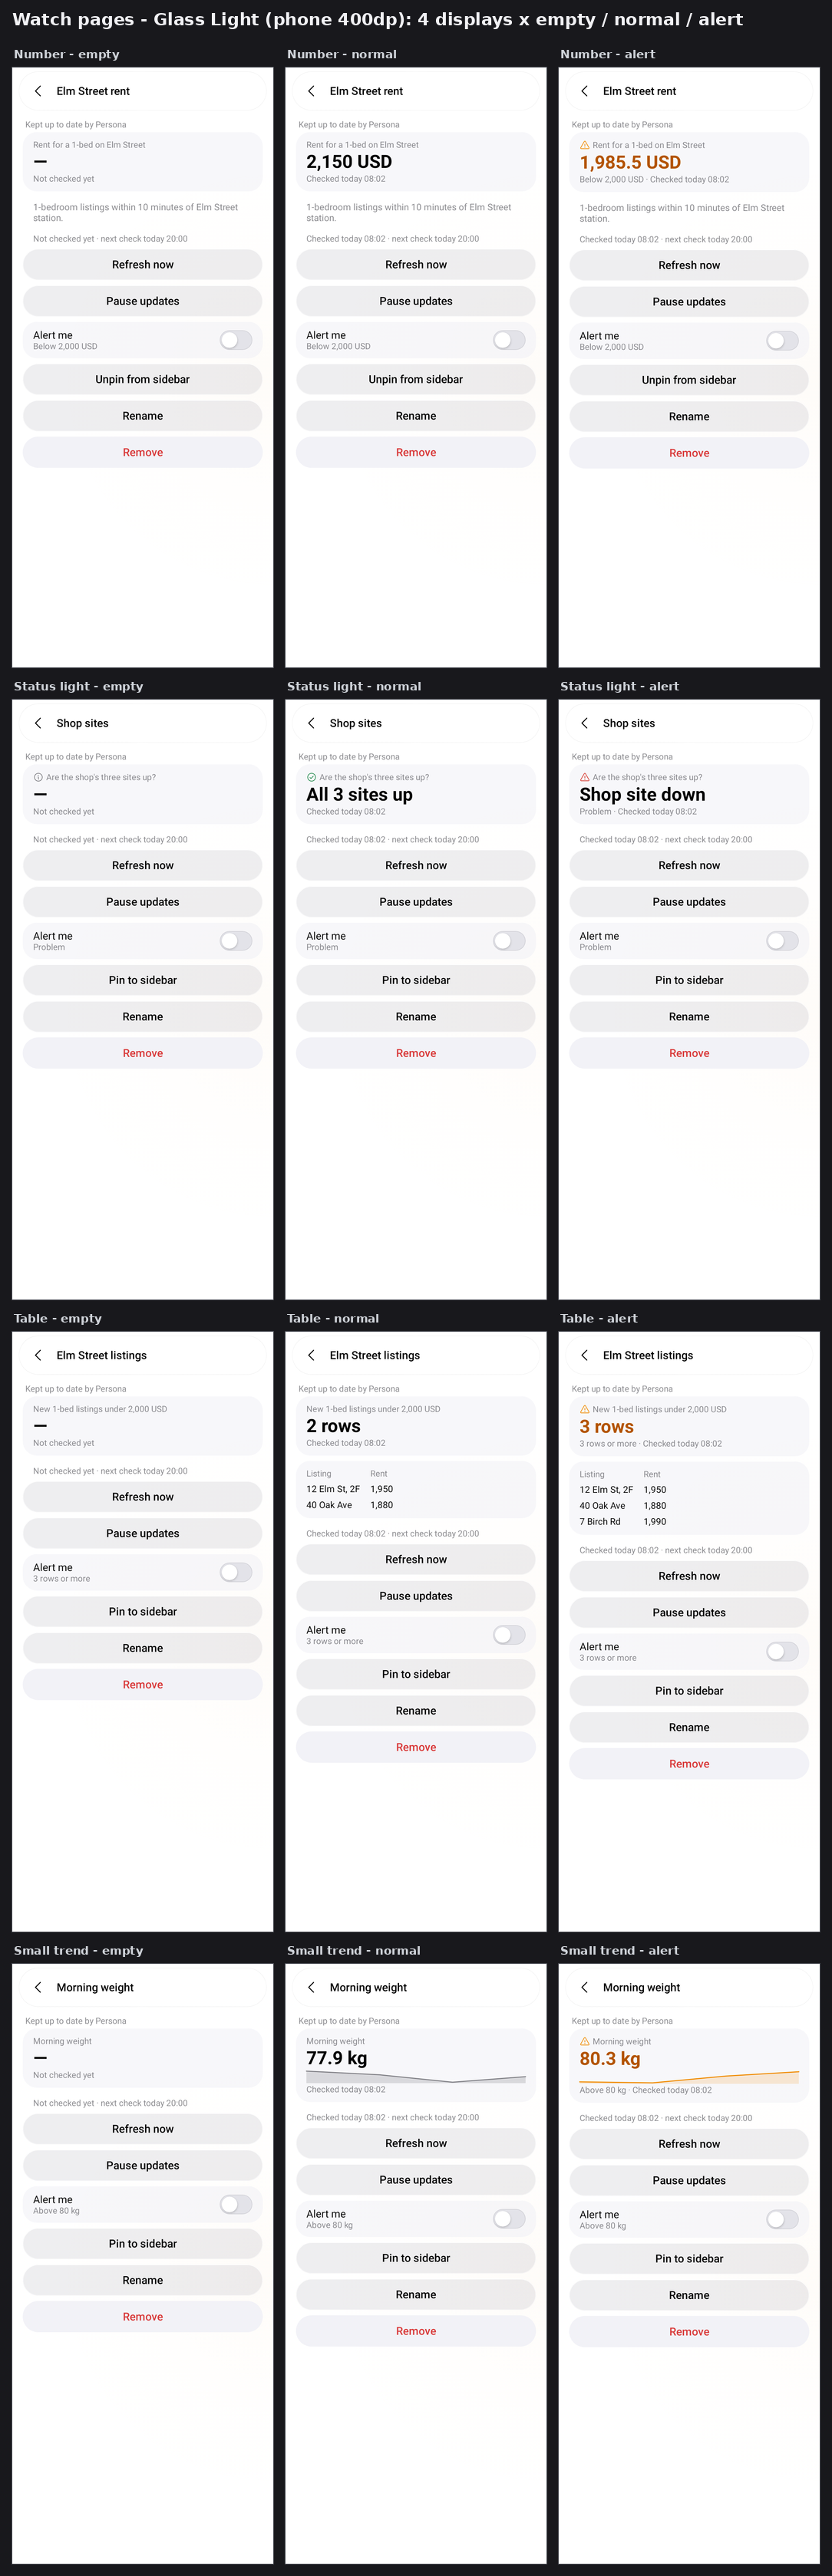 Watch pages - Glass Light (phone 400dp): 4 displays x empty / normal / alert
Number - empty
Elm Street rent
Kept up to date by Persona
Rent for a 1-bed on Elm Street
—
Not checked yet
1-bedroom listings within 10 minutes of Elm Street
station.
Not checked yet · next check today 20:00
Refresh now
Pause updates
Alert me
Below 2,000 USD
Unpin from sidebar
Rename
Remove
Number - normal
Elm Street rent
Kept up to date by Persona
Rent for a 1-bed on Elm Street
2,150 USD
Checked today 08:02
1-bedroom listings within 10 minutes of Elm Street
station.
Checked today 08:02 · next check today 20:00
Refresh now
Pause updates
Alert me
Below 2,000 USD
Unpin from sidebar
Rename
Remove
Number - alert
Elm Street rent
Kept up to date by Persona
Rent for a 1-bed on Elm Street
1,985.5 USD
Below 2,000 USD · Checked today 08:02
1-bedroom listings within 10 minutes of Elm Street
station.
Checked today 08:02 · next check today 20:00
Refresh now
Pause updates
Alert me
Below 2,000 USD
Unpin from sidebar
Rename
Remove
Status light - empty
Shop sites
Kept up to date by Persona
Are the shop's three sites up?
—
Not checked yet
Not checked yet · next check today 20:00
Refresh now
Pause updates
Alert me
Problem
Pin to sidebar
Rename
Remove
Status light - normal
Shop sites
Kept up to date by Persona
Are the shop's three sites up?
All 3 sites up
Checked today 08:02
Checked today 08:02 · next check today 20:00
Refresh now
Pause updates
Alert me
Problem
Pin to sidebar
Rename
Remove
Status light - alert
Shop sites
Kept up to date by Persona
Are the shop's three sites up?
Shop site down
Problem · Checked today 08:02
Checked today 08:02 · next check today 20:00
Refresh now
Pause updates
Alert me
Problem
Pin to sidebar
Rename
Remove
Table - empty
Elm Street listings
Kept up to date by Persona
New 1-bed listings under 2,000 USD
—
Not checked yet
Not checked yet · next check today 20:00
Refresh now
Pause updates
Alert me
3 rows or more
Pin to sidebar
Rename
Remove
Table - normal
Elm Street listings
Kept up to date by Persona
New 1-bed listings under 2,000 USD
2 rows
Checked today 08:02
Listing Rent
12 Elm St, 2F 1,950
40 Oak Ave 1,880
Checked today 08:02 · next check today 20:00
Refresh now
Pause updates
Alert me
3 rows or more
Pin to sidebar
Rename
Remove
Table - alert
Elm Street listings
Kept up to date by Persona
New 1-bed listings under 2,000 USD
3 rows
3 rows or more · Checked today 08:02
Listing Rent
12 Elm St, 2F 1,950
40 Oak Ave 1,880
7 Birch Rd 1,990
Checked today 08:02 · next check today 20:00
Refresh now
Pause updates
Alert me
3 rows or more
Pin to sidebar
Rename
Remove
Small trend - empty
Morning weight
Kept up to date by Persona
Morning weight
—
Not checked yet
Not checked yet · next check today 20:00
Refresh now
Pause updates
Alert me
Above 80 kg
Pin to sidebar
Rename
Remove
Small trend - normal
Morning weight
Kept up to date by Persona
Morning weight
77.9 kg
Checked today 08:02
Checked today 08:02 · next check today 20:00
Refresh now
Pause updates
Alert me
Above 80 kg
Pin to sidebar
Rename
Remove
Small trend - alert
Morning weight
Kept up to date by Persona
Morning weight
80.3 kg
Above 80 kg · Checked today 08:02
Checked today 08:02 · next check today 20:00
Refresh now
Pause updates
Alert me
Above 80 kg
Pin to sidebar
Rename
Remove